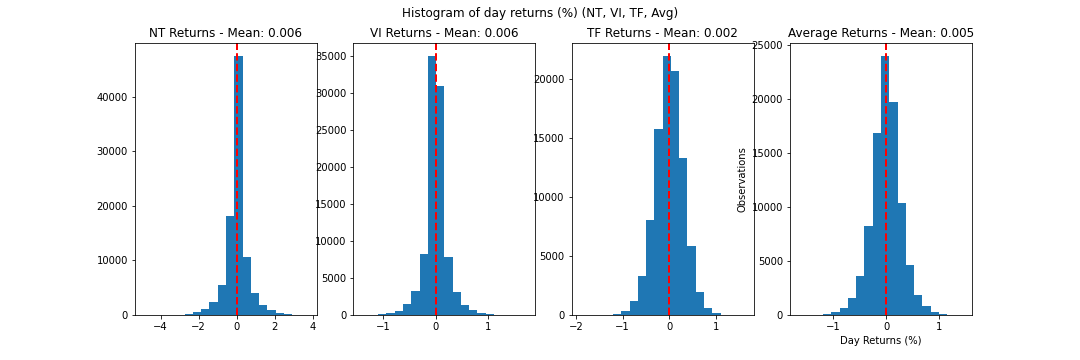 Histogram of day returns (%) (NT, VI, TF, Avg)
NT Returns - Mean: 0.006
40000
30000
20000
10000
0
−4 −2 0 2 4
VI Returns - Mean: 0.006
35000
30000
25000
20000
15000
10000
5000
0
−1 0 1
TF Returns - Mean: 0.002
20000
15000
10000
5000
0
−2 −1 0 1
Average Returns - Mean: 0.005
25000
20000
15000
10000
5000
0
Observations
−1 0 1
Day Returns (%)